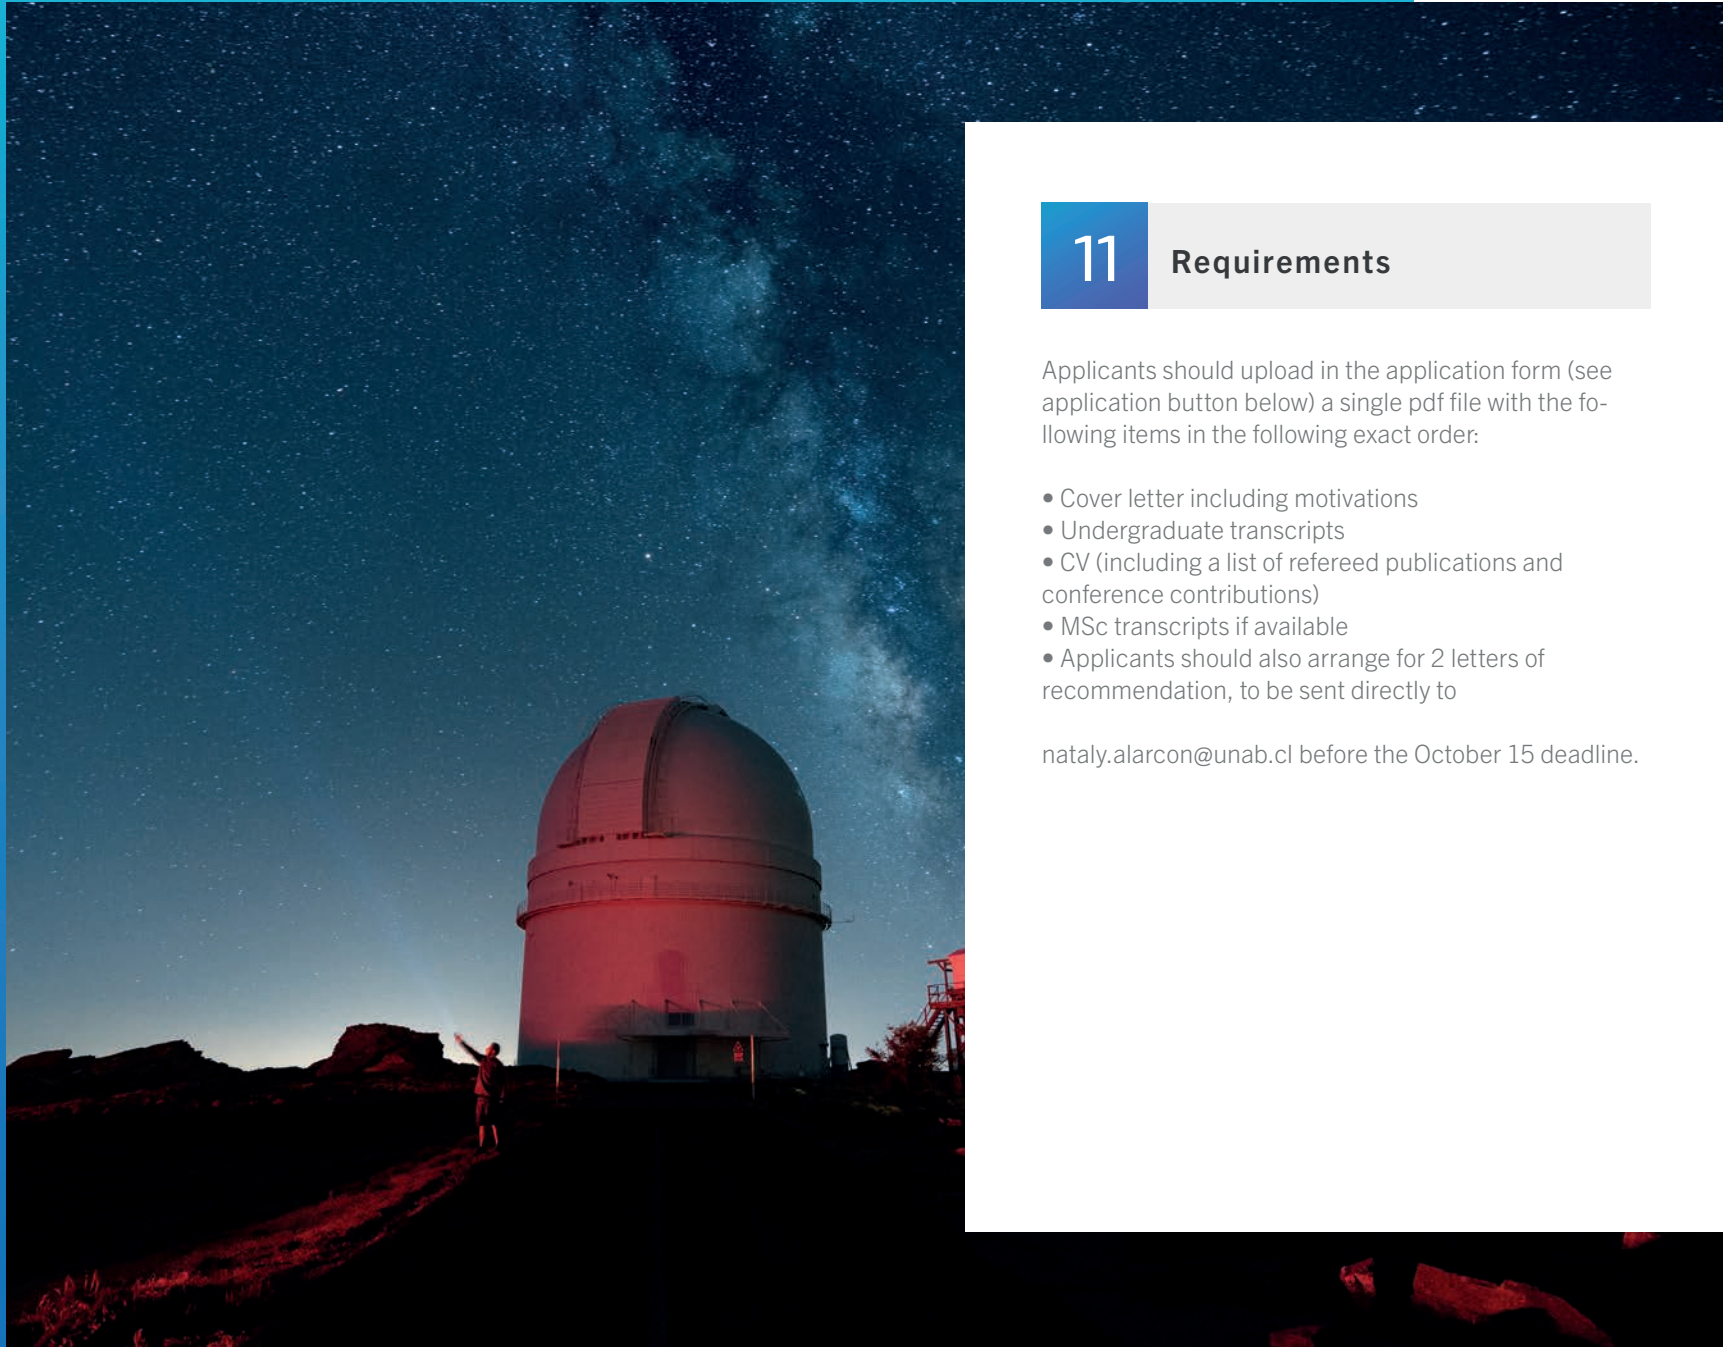 11
Requirements
Applicants should upload in the application form (see
application button below) a single pdf file with the fo-
llowing items in the following exact order:
• Cover letter including motivations
• Undergraduate transcripts
• CV (including a list of refereed publications and
conference contributions)
• MSc transcripts if available
• Applicants should also arrange for 2 letters of
recommendation, to be sent directly to
nataly.alarcon@unab.cl before the October 15 deadline.